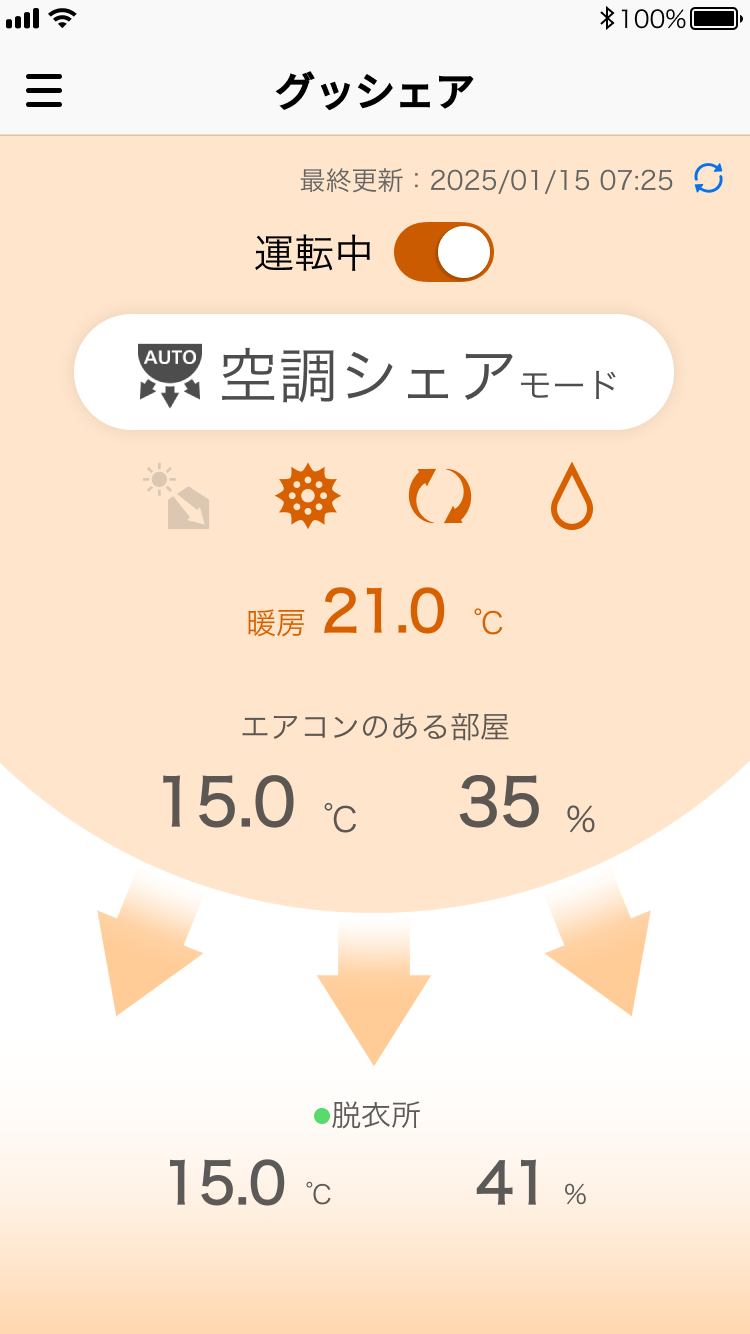 100%
グッシェア
最終更新：2025/01/15 07:25
運転中
AUTO 空調シェアモード
暖房 21.0 ℃
エアコンのある部屋
15.0 ℃ 35 %
脱衣所
15.0 ℃ 41 %